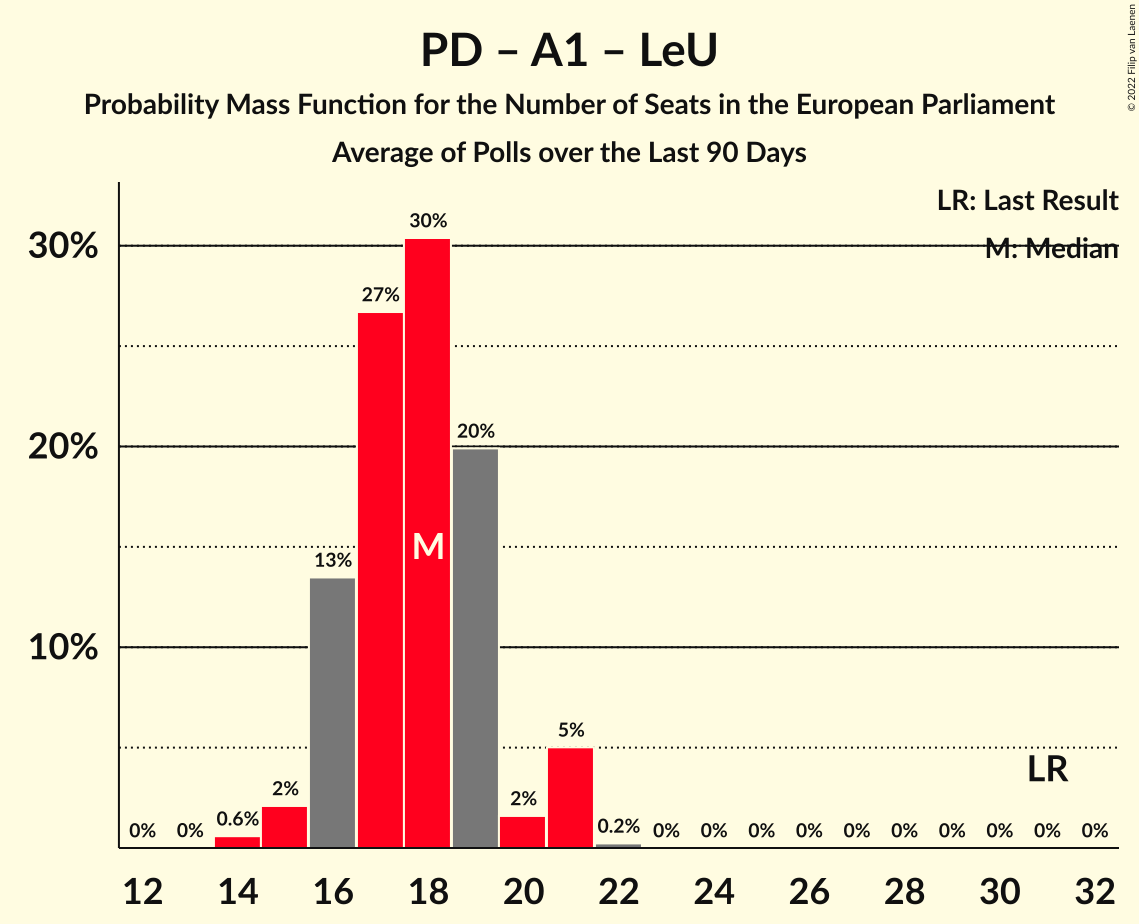 PD – A1 – LeU
Probability Mass Function for the Number of Seats in the European Parliament
Average of Polls over the Last 90 Days
© 2022 Filip van Laenen
LR: Last Result
M: Median
30%
20%
10%
0%
0%
0.6%
2%
13%
27%
30%
20%
2%
5%
0.2%
0%
0%
0%
0%
0%
0%
0%
0%
0%
0%
M
LR
12 14 16 18 20 22 24 26 28 30 32